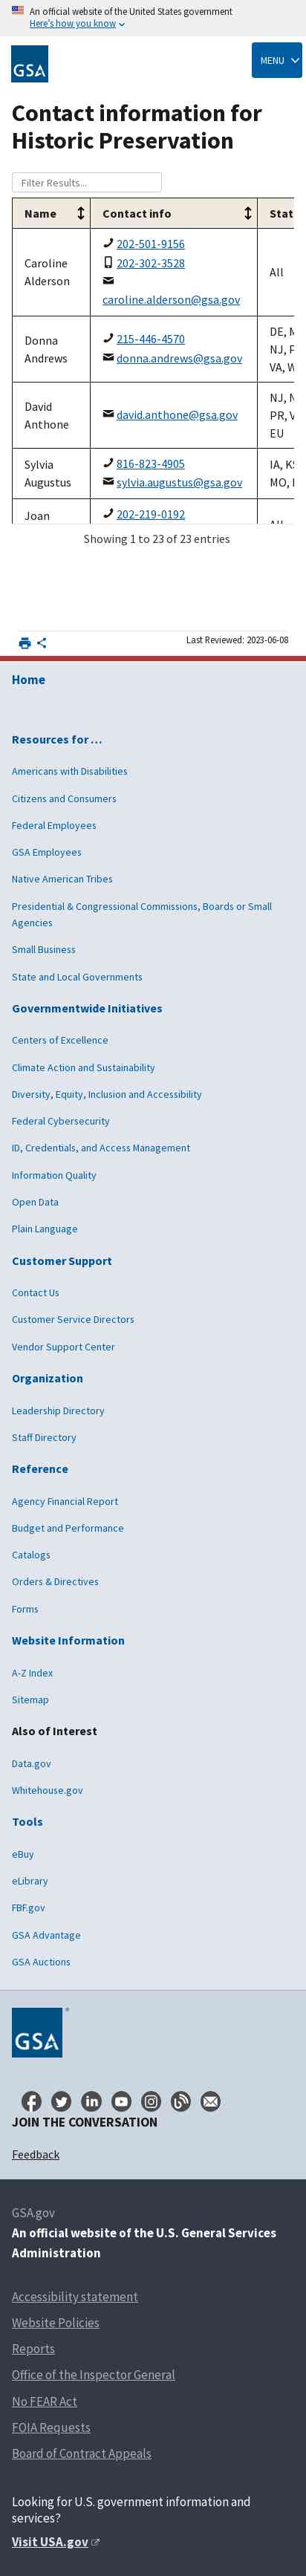 An official website of the United States government
Here's how you know
GSA
MENU
Contact information for
Historic Preservation
Filter Results...
Name
Contact info
Stat
Caroline
Alderson
202-501-9156
202-302-3528
caroline.alderson@gsa.gov
All
Donna
Andrews
215-446-4570
donna.andrews@gsa.gov
DE, M
NJ, P
VA, W
David
Anthone
david.anthone@gsa.gov
NJ, N
PR, V
EU
Sylvia
Augustus
816-823-4905
sylvia.augustus@gsa.gov
IA, KS
MO, 
Joan
202-219-0192
Showing 1 to 23 of 23 entries
Last Reviewed: 2023-06-08
Home
Resources for …
Americans with Disabilities
Citizens and Consumers
Federal Employees
GSA Employees
Native American Tribes
Presidential & Congressional Commissions, Boards or Small
Agencies
Small Business
State and Local Governments
Governmentwide Initiatives
Centers of Excellence
Climate Action and Sustainability
Diversity, Equity, Inclusion and Accessibility
Federal Cybersecurity
ID, Credentials, and Access Management
Information Quality
Open Data
Plain Language
Customer Support
Contact Us
Customer Service Directors
Vendor Support Center
Organization
Leadership Directory
Staff Directory
Reference
Agency Financial Report
Budget and Performance
Catalogs
Orders & Directives
Forms
Website Information
A-Z Index
Sitemap
Also of Interest
Data.gov
Whitehouse.gov
Tools
eBuy
eLibrary
FBF.gov
GSA Advantage
GSA Auctions
GSA
JOIN THE CONVERSATION
Feedback
GSA.gov
An official website of the U.S. General Services
Administration
Accessibility statement
Website Policies
Reports
Office of the Inspector General
No FEAR Act
FOIA Requests
Board of Contract Appeals
Looking for U.S. government information and
services?
Visit USA.gov